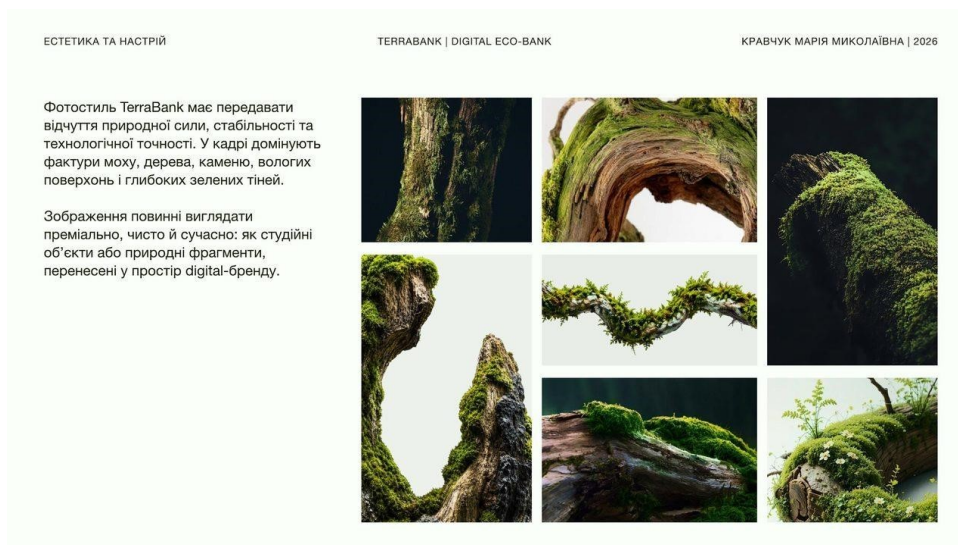 ЕСТЕТИКА ТА НАСТРІЙ
TERRABANK | DIGITAL ECO-BANK
КРАВЧУК МАРІЯ МИКОЛАЇВНА | 2026
Фотостиль TerraBank має передавати
відчуття природної сили, стабільності та
технологічної точності. У кадрі домінують
фактури моху, дерева, каменю, вологих
поверхонь і глибоких зелених тіней.
Зображення повинні виглядати
преміально, чисто й сучасно: як студійні
об’єкти або природні фрагменти,
перенесені у простір digital-бренду.